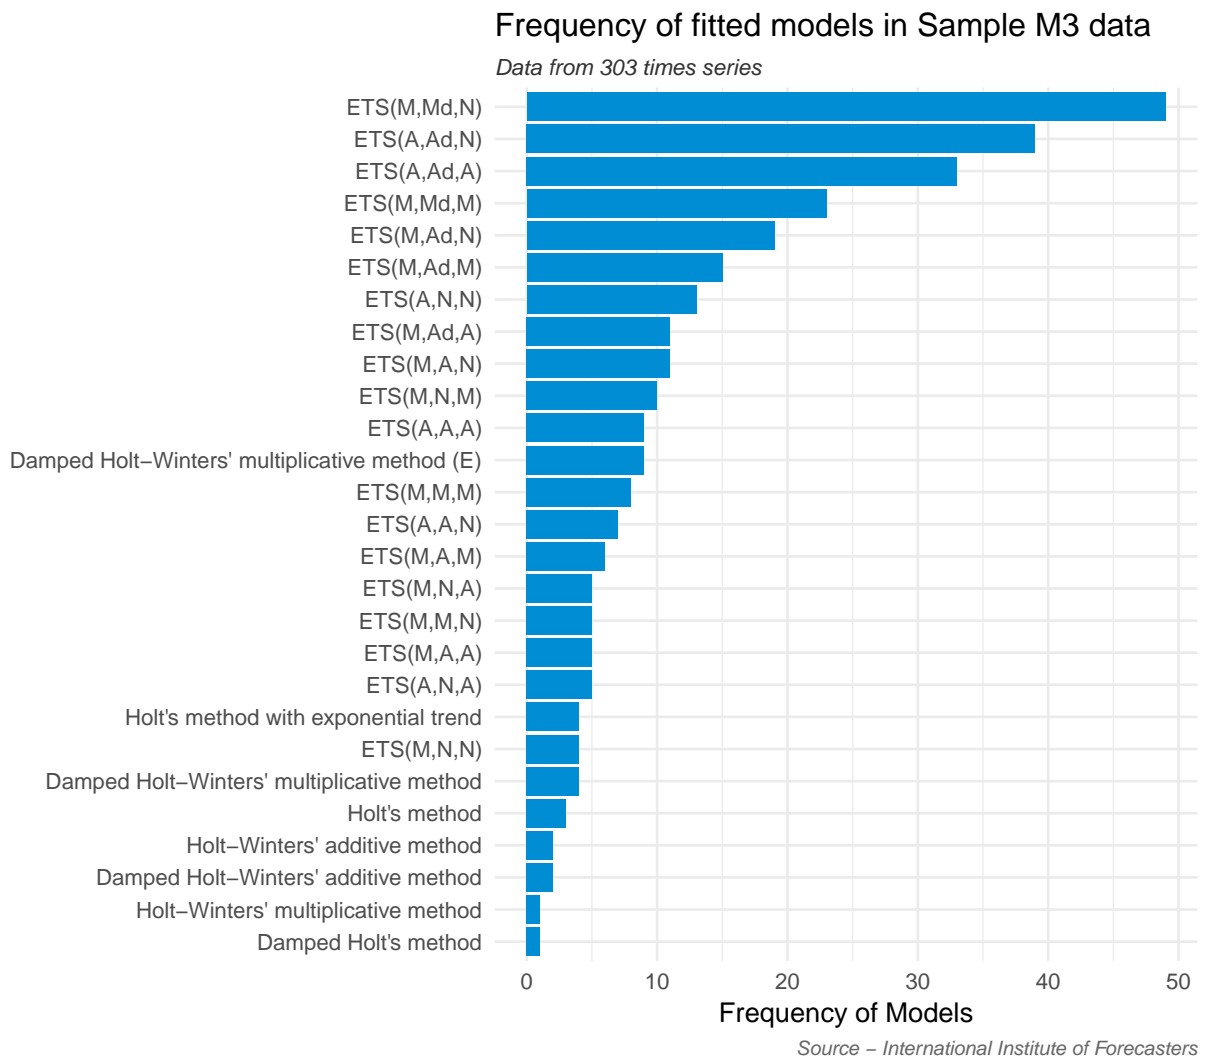 Frequency of fitted models in Sample M3 data
Data from 303 times series
ETS(M,Md,N)
ETS(A,Ad,N)
ETS(A,Ad,A)
ETS(M,Md,M)
ETS(M,Ad,N)
ETS(M,Ad,M)
ETS(A,N,N)
ETS(M,Ad,A)
ETS(M,A,N)
ETS(M,N,M)
ETS(A,A,A)
Damped Holt−Winters' multiplicative method (E)
ETS(M,M,M)
ETS(A,A,N)
ETS(M,A,M)
ETS(M,N,A)
ETS(M,M,N)
ETS(M,A,A)
ETS(A,N,A)
Holt's method with exponential trend
ETS(M,N,N)
Damped Holt−Winters' multiplicative method
Holt's method
Holt−Winters' additive method
Damped Holt−Winters' additive method
Holt−Winters' multiplicative method
Damped Holt's method
0 10 20 30 40 50
Frequency of Models
Source − International Institute of Forecasters